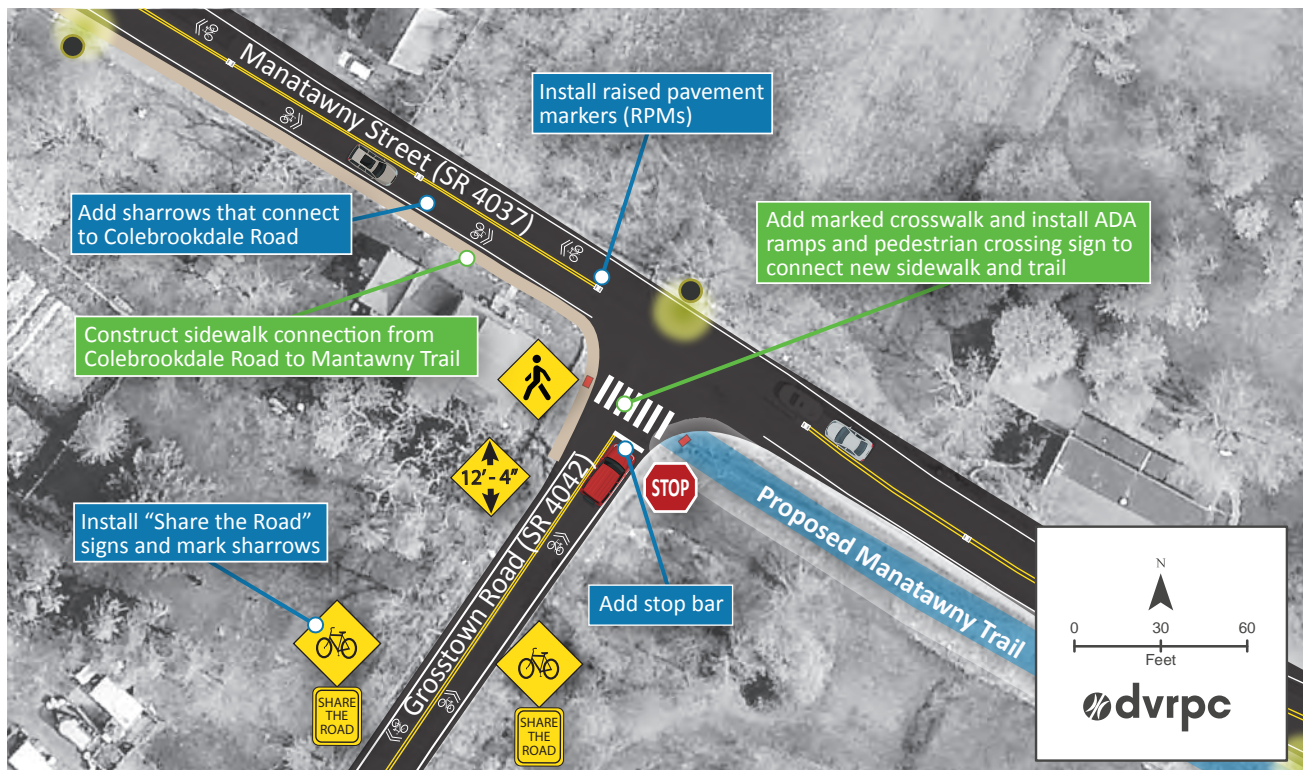 Manatawny Street (SR 4037)
Install raised pavement
markers (RPMs)
Add sharrows that connect
to Colebrookdale Road
Add marked crosswalk and install ADA
ramps and pedestrian crossing sign to
connect new sidewalk and trail
Construct sidewalk connection from
Colebrookdale Road to Mantawny Trail
12' - 4"
STOP
Install “Share the Road”
signs and mark sharrows
Grosstown Road (SR 4042)
Add stop bar
Proposed Manatawny Trail
SHARE
THE
ROAD
SHARE
THE
ROAD
N
0 30 60
Feet
dvrpc